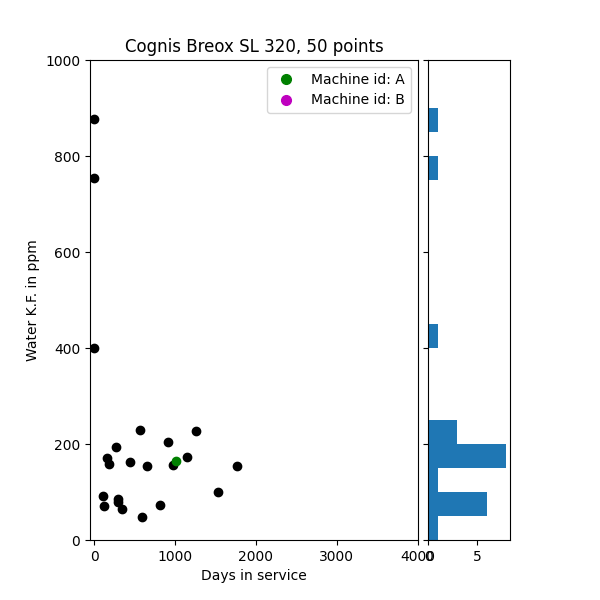 Cognis Breox SL 320, 50 points
Machine id: A
Machine id: B
Water K.F. in ppm
1000
800
600
400
200
0
0 1000 2000 3000 4000
0 5
Days in service